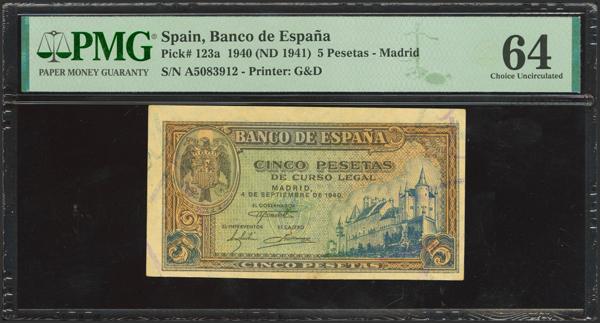 PMG
PAPER MONEY GUARANTY
Spain, Banco de España
Pick# 123a 1940 (ND 1941) 5 Pesetas - Madrid
S/N A5083912 - Printer: G&D
64
Choice Uncirculated
BANCO DE ESPAÑA
CINCO PESETAS
DE CURSO LEGAL
MADRID,
4 DE SEPTIEMBRE DE 1940
EL GOBERNADOR
EL INTERVENTOR EL CAJERO
5 5
CINCO PESETAS